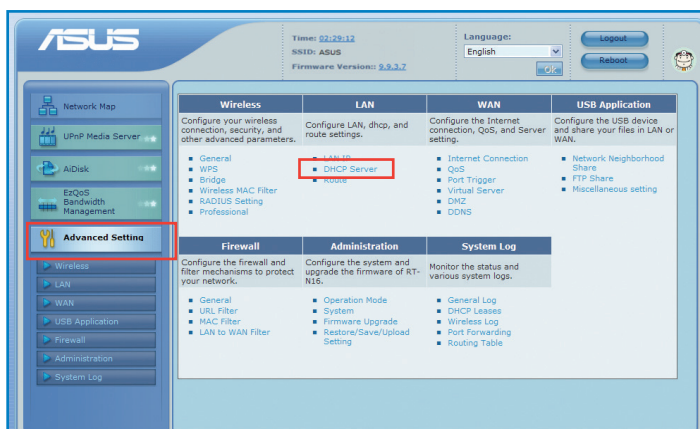 ASUS
Time: 02:29:12
SSID: ASUS
Firmware Version:: 9.9.3.7
Language:
English
OK
Logout
Reboot
Network Map
UPnP Media Server
AiDisk
EzQoS
Bandwidth
Management
Advanced Setting
Wireless
LAN
WAN
USB Application
Firewall
Administration
System Log
Wireless
Configure your wireless
connection, security, and
other advanced parameters.
General
WPS
Bridge
Wireless MAC Filter
RADIUS Setting
Professional
LAN
Configure LAN, dhcp, and
route settings.
LAN IP
DHCP Server
Route
WAN
Configure the Internet
connection, QoS, and Server
setting.
Internet Connection
QoS
Port Trigger
Virtual Server
DMZ
DDNS
USB Application
Configure the USB device
and share your files in LAN or
WAN.
Network Neighborhood
Share
FTP Share
Miscellaneous setting
Firewall
Configure the firewall and
filter mechanisms to protect
your network.
General
URL Filter
MAC Filter
LAN to WAN Filter
Administration
Configure the system and
upgrade the firmware of RT-
N16.
Operation Mode
System
Firmware Upgrade
Restore/Save/Upload
Setting
System Log
Monitor the status and
various system logs.
General Log
DHCP Leases
Wireless Log
Port Forwarding
Routing Table